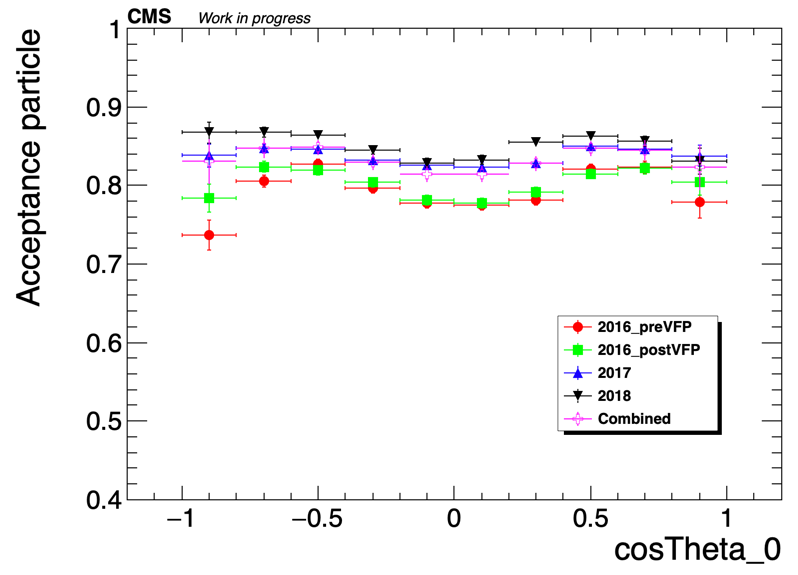 CMS Work in progress
Acceptance particle
1
0.9
0.8
0.7
0.6
0.5
0.4
2016_preVFP
2016_postVFP
2017
2018
Combined
−1 −0.5 0 0.5 1
cosTheta_0